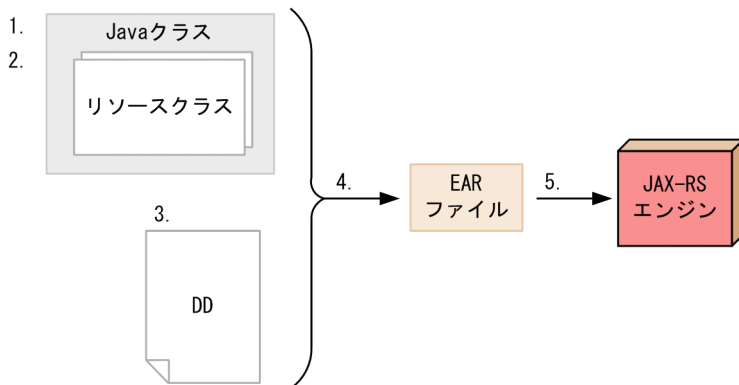 1.
2.
Javaクラス
リソースクラス
3.
DD
4.
EAR
ファイル
5.
JAX-RS
エンジン